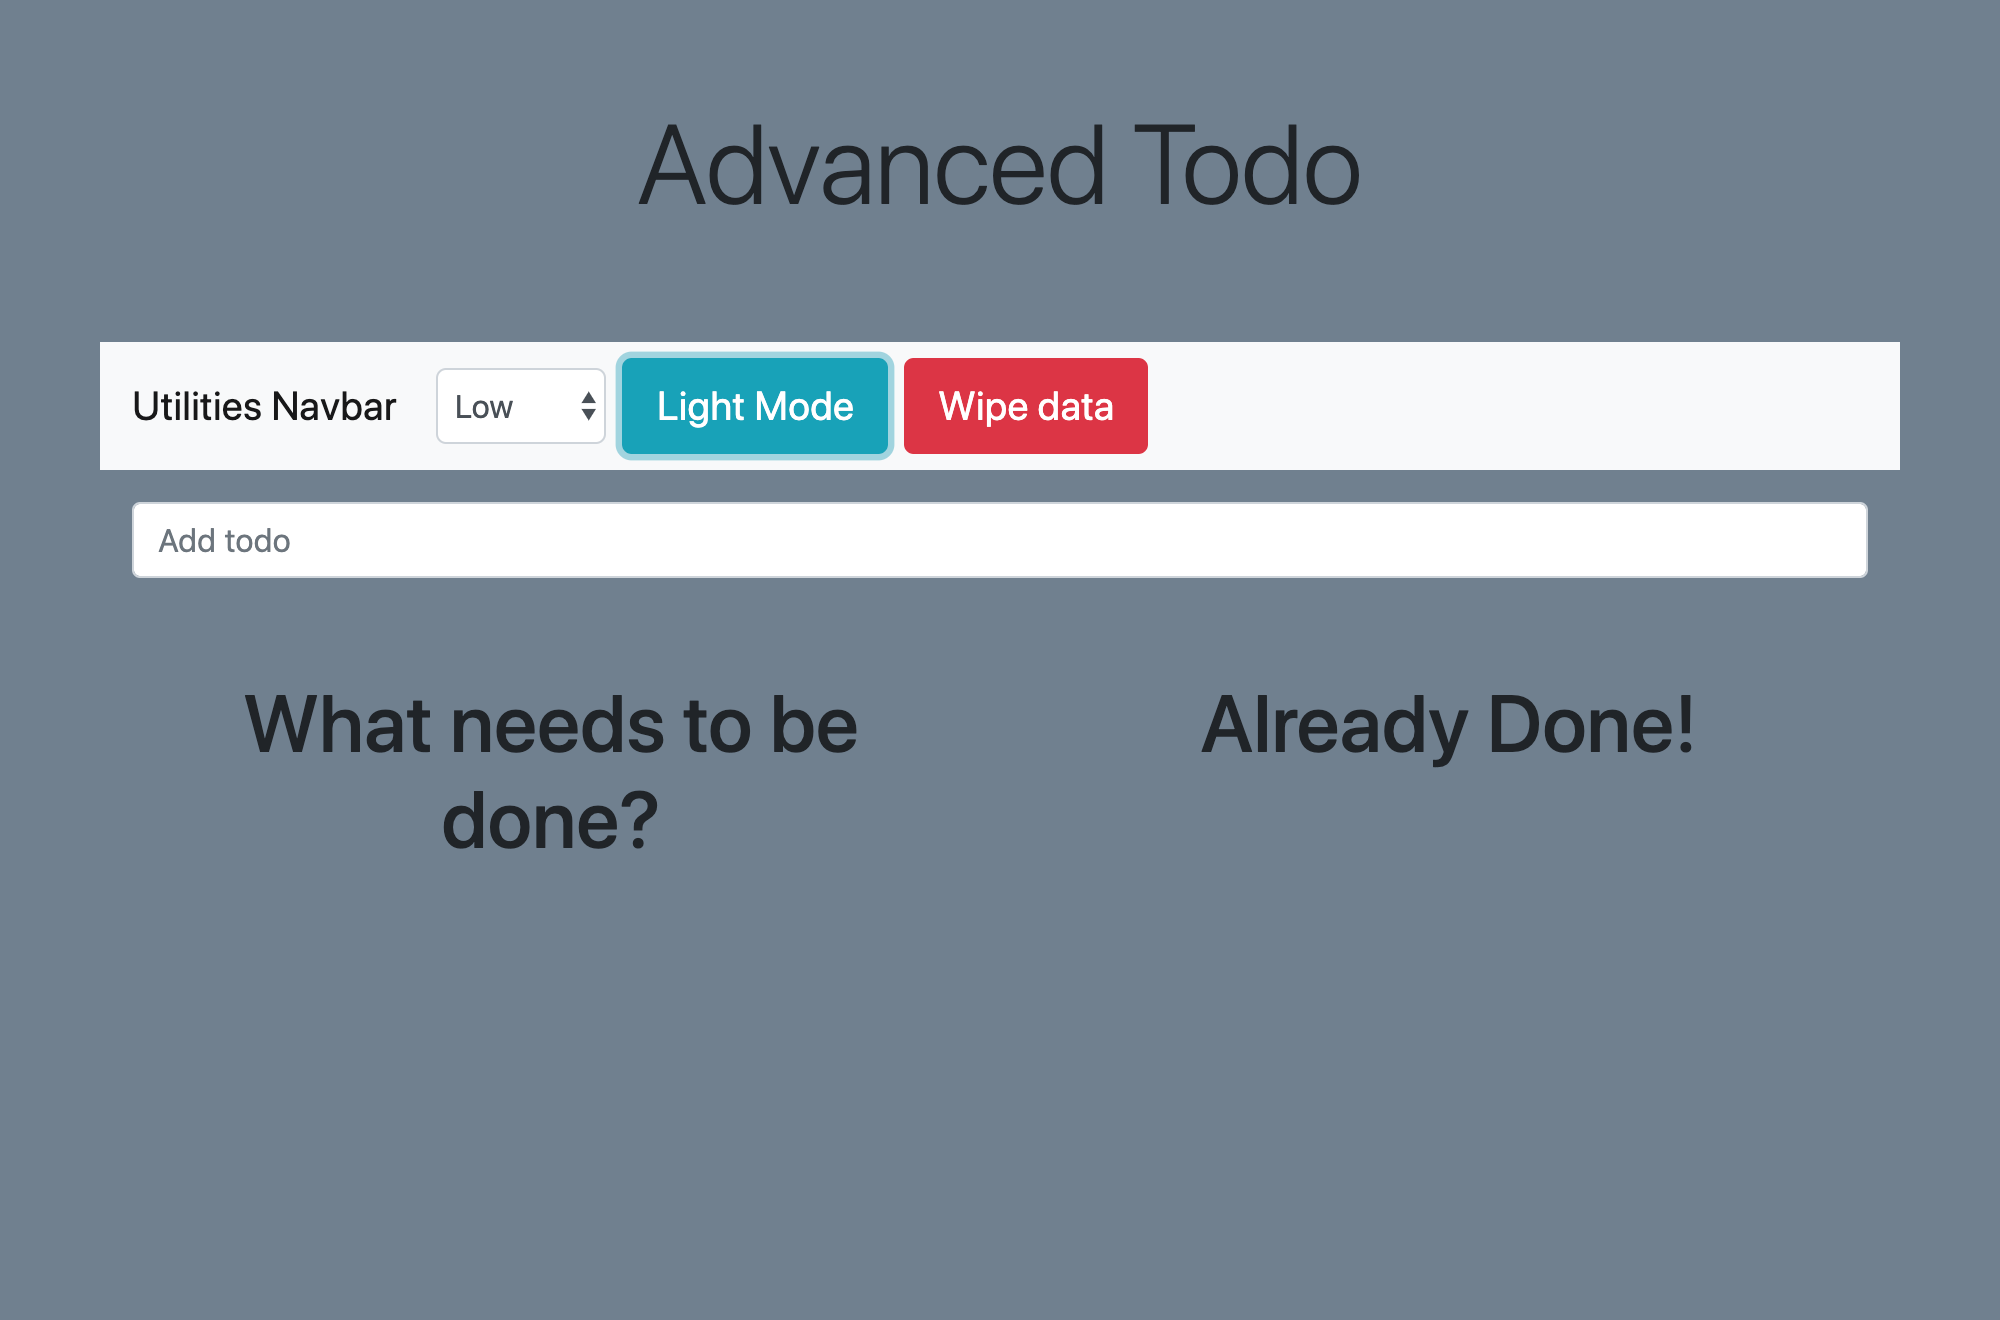 Advanced Todo
Utilities Navbar Low Light Mode Wipe data
Add todo
What needs to be
done?
Already Done!